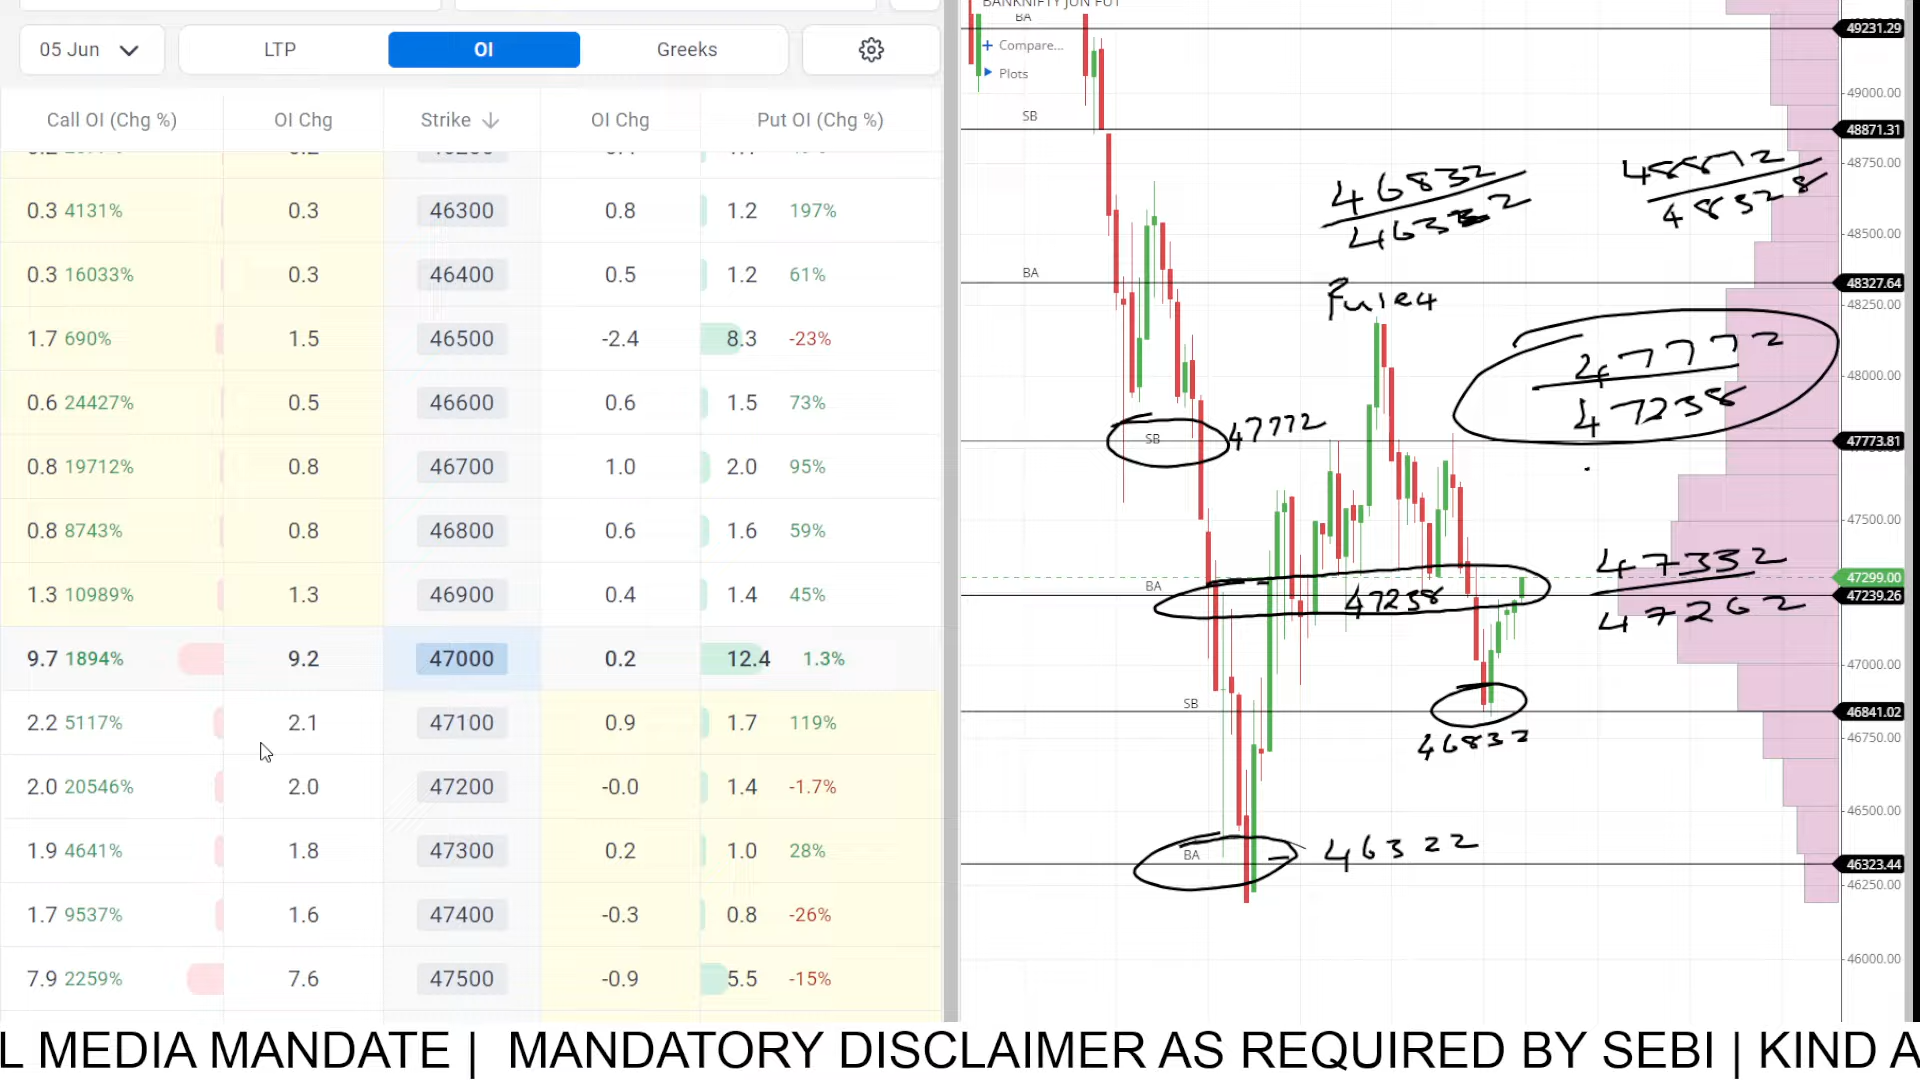 05 Jun LTP OI Greeks
Call OI (Chg %) OI Chg Strike OI Chg Put OI (Chg %)
0.3 4131% 0.3 46300 0.8 1.2 197%
0.3 16033% 0.3 46400 0.5 1.2 61%
1.7 690% 1.5 46500 -2.4 8.3 -23%
0.6 24427% 0.5 46600 0.6 1.5 73%
0.8 19712% 0.8 46700 1.0 2.0 95%
0.8 8743% 0.8 46800 0.6 1.6 59%
1.3 10989% 1.3 46900 0.4 1.4 45%
9.7 1894% 9.2 47000 0.2 12.4 1.3%
2.2 5117% 2.1 47100 0.9 1.7 119%
2.0 20546% 2.0 47200 -0.0 1.4 -1.7%
1.9 4641% 1.8 47300 0.2 1.0 28%
1.7 9537% 1.6 47400 -0.3 0.8 -26%
7.9 2259% 7.6 47500 -0.9 5.5 -15%
BANKNIFTY JUN FUT
BA
49231.29
Compare...
Plots
49000.00
SB
48871.31
48750.00
46832
48872
48328
48500.00
BA
48327.64
48250.00
47772
47238
48000.00
SB
47772
47773.81
47500.00
47332
47262
47299.00
BA
47238
47239.26
47000.00
SB
46841.02
46832
46750.00
46500.00
BA
46322
46323.44
46250.00
46000.00
L MEDIA MANDATE | MANDATORY DISCLAIMER AS REQUIRED BY SEBI | KIND A